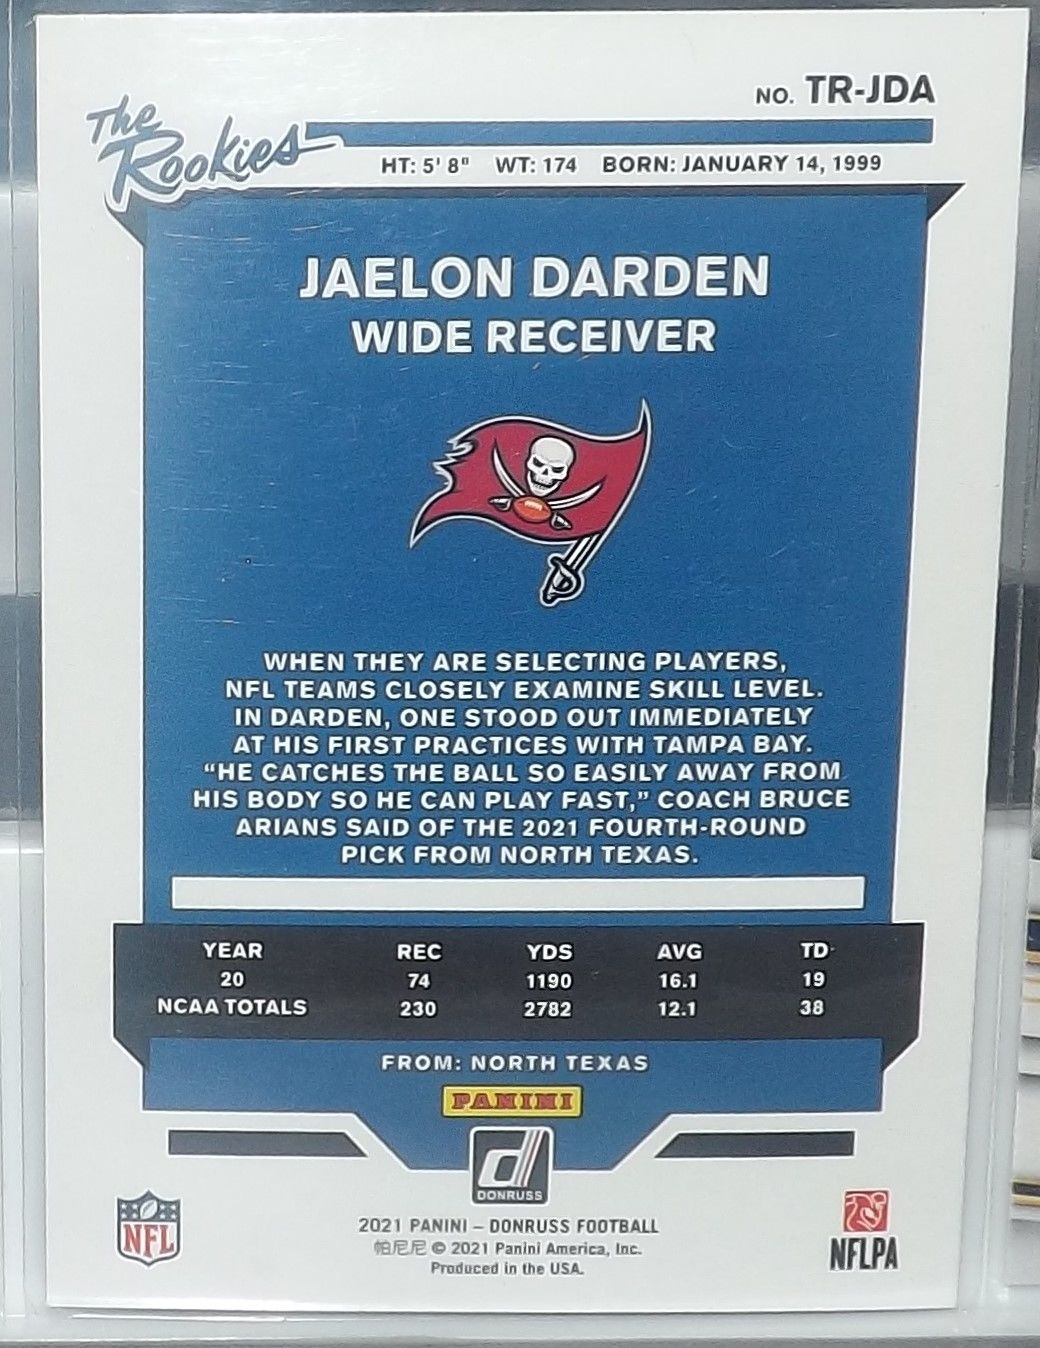 NO. TR-JDA
The
Rookies
HT: 5' 8" WT: 174 BORN: JANUARY 14, 1999
JAELON DARDEN
WIDE RECEIVER
WHEN THEY ARE SELECTING PLAYERS,
NFL TEAMS CLOSELY EXAMINE SKILL LEVEL.
IN DARDEN, ONE STOOD OUT IMMEDIATELY
AT HIS FIRST PRACTICES WITH TAMPA BAY.
“HE CATCHES THE BALL SO EASILY AWAY FROM
HIS BODY SO HE CAN PLAY FAST,” COACH BRUCE
ARIANS SAID OF THE 2021 FOURTH-ROUND
PICK FROM NORTH TEXAS.
YEAR REC YDS AVG TD
20 74 1190 16.1 19
NCAA TOTALS 230 2782 12.1 38
FROM: NORTH TEXAS
PANINI
d
DONRUSS
2021 PANINI – DONRUSS FOOTBALL
帕尼尼 © 2021 Panini America, Inc.
Produced in the USA.
NFL
NFLPA